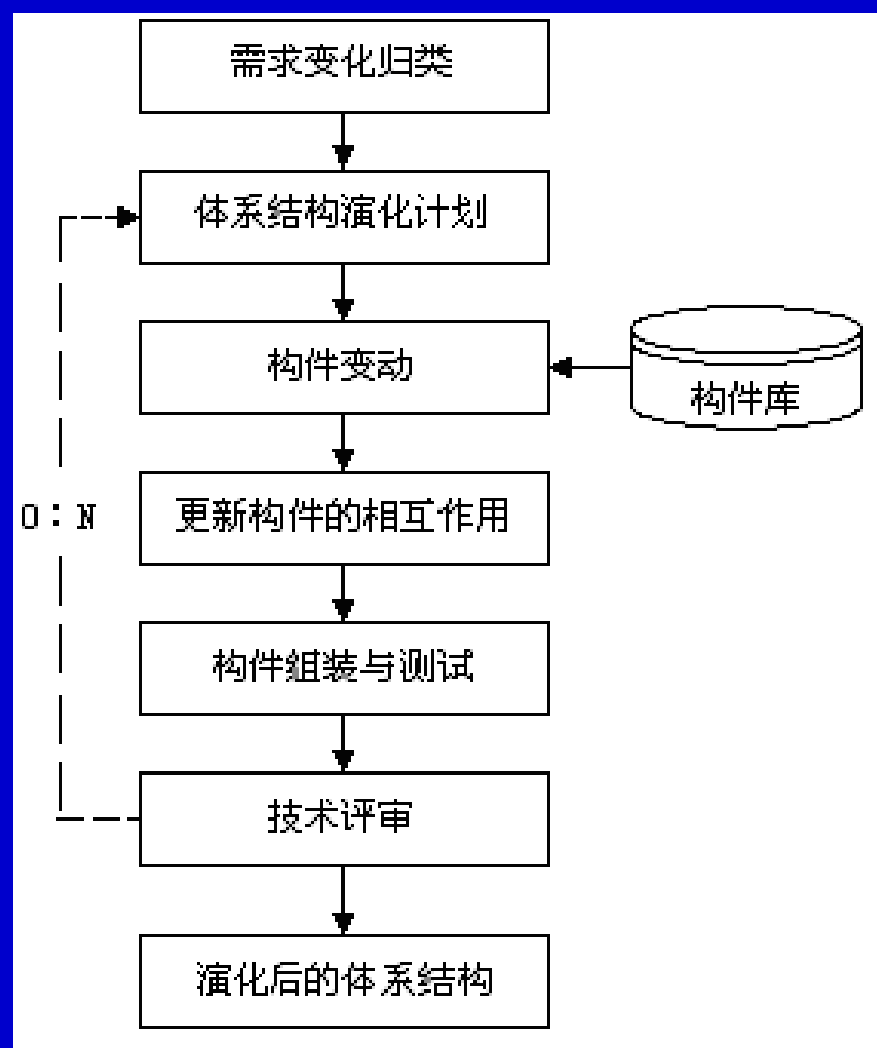 需求变化归类
体系结构演化计划
构件变动
构件库
更新构件的相互作用
0：N
构件组装与测试
技术评审
演化后的体系结构